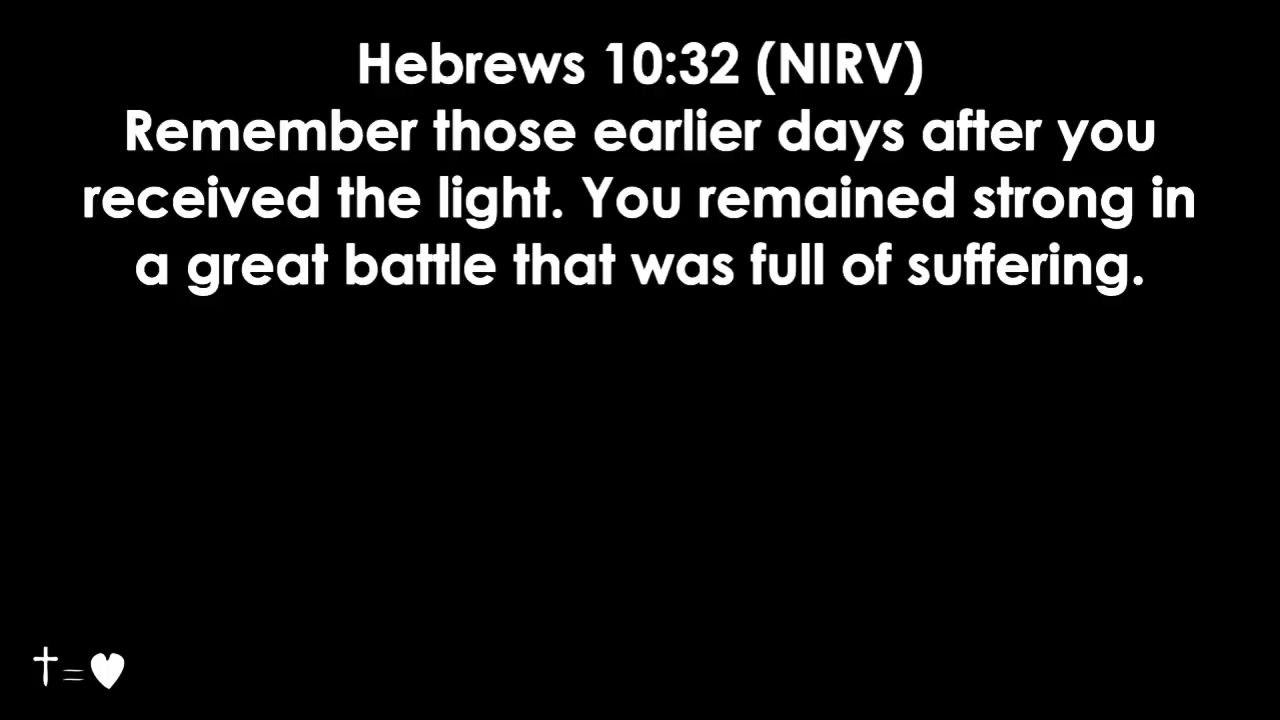 Hebrews 10:32 (NIRV)
Remember those earlier days after you
received the light. You remained strong in
a great battle that was full of suffering.